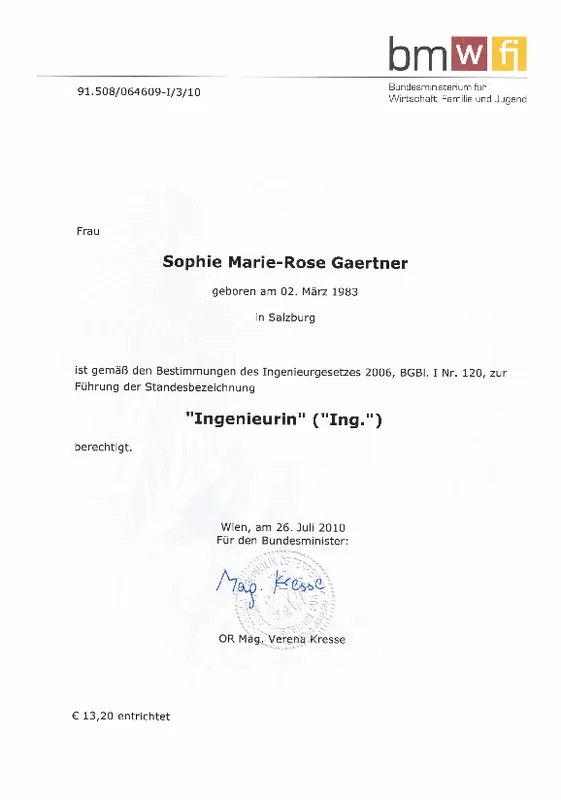 bmwfj
Bundesministerium für
Wirtschaft, Familie und Jugend
91.508/064609-I/3/10
Frau
Sophie Marie-Rose Gaertner
geboren am 02. März 1983
in Salzburg
ist gemäß den Bestimmungen des Ingenieurgesetzes 2006, BGBl. I Nr. 120, zur
Führung der Standesbezeichnung
"Ingenieurin" ("Ing.")
berechtigt.
Wien, am 26. Juli 2010
Für den Bundesminister:
Mag. Kresse
OR Mag. Verena Kresse
€ 13,20 entrichtet